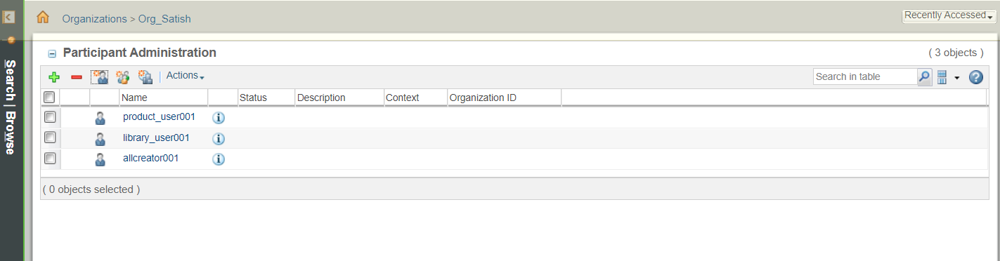 Organizations > Org_Satish
Recently Accessed
Search | Browse
Participant Administration
( 3 objects )
Actions
Search in table
Name Status Description Context Organization ID
product_user001
library_user001
allcreator001
( 0 objects selected )